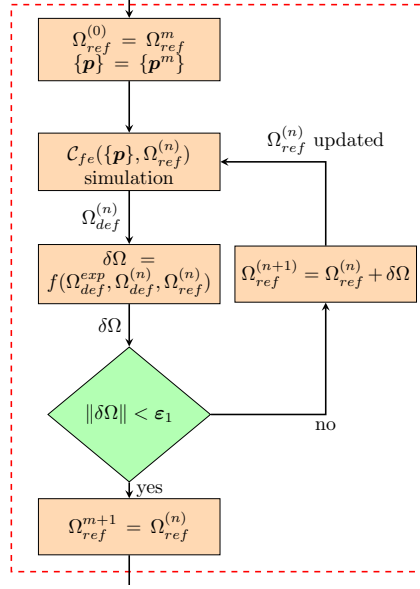 Ω_{ref}^{(0)} = Ω_{ref}^{m}
{𝒑} = {𝒑^{m}}
𝒞_{fe}({𝒑}, Ω_{ref}^{(n)})
simulation
Ω_{ref}^{(n)} updated
Ω_{def}^{(n)}
δΩ =
f(Ω_{def}^{exp}, Ω_{def}^{(n)}, Ω_{ref}^{(n)})
Ω_{ref}^{(n+1)} = Ω_{ref}^{(n)} + δΩ
δΩ
‖δΩ‖ < 𝜺₁
no
yes
Ω_{ref}^{m+1} = Ω_{ref}^{(n)}